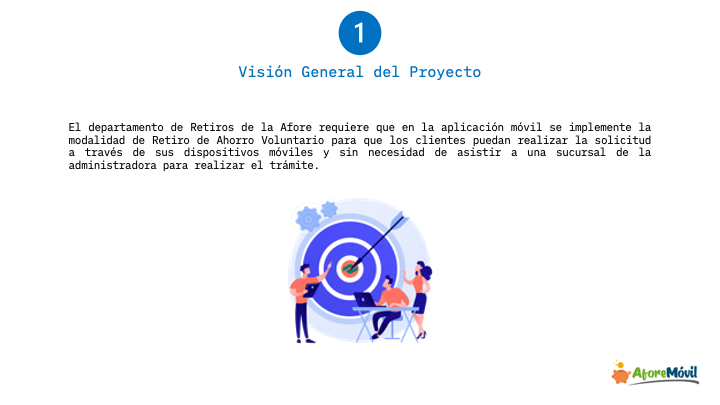 1
Visión General del Proyecto
El departamento de Retiros de la Afore requiere que en la aplicación móvil se implemente la
modalidad de Retiro de Ahorro Voluntario para que los clientes puedan realizar la solicitud
a través de sus dispositivos móviles y sin necesidad de asistir a una sucursal de la
administradora para realizar el trámite.
AforeMóvil